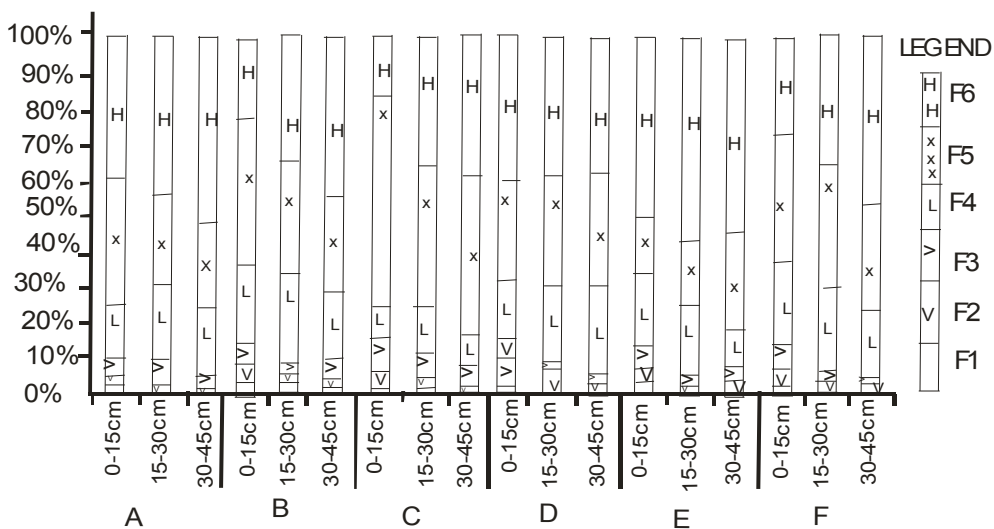 100%
90%
80%
70%
60%
50%
40%
30%
20%
10%
0%
LEGEND
H
H
F6
x
x
x
F5
L
F4
>
F3
V
F2
F1
0-15cm
15-30cm
30-45cm
0-15cm
15-30cm
30-45cm
0-15cm
15-30cm
30-45cm
0-15cm
15-30cm
30-45cm
0-15cm
15-30cm
30-45cm
0-15cm
15-30cm
30-45cm
A
B
C
D
E
F